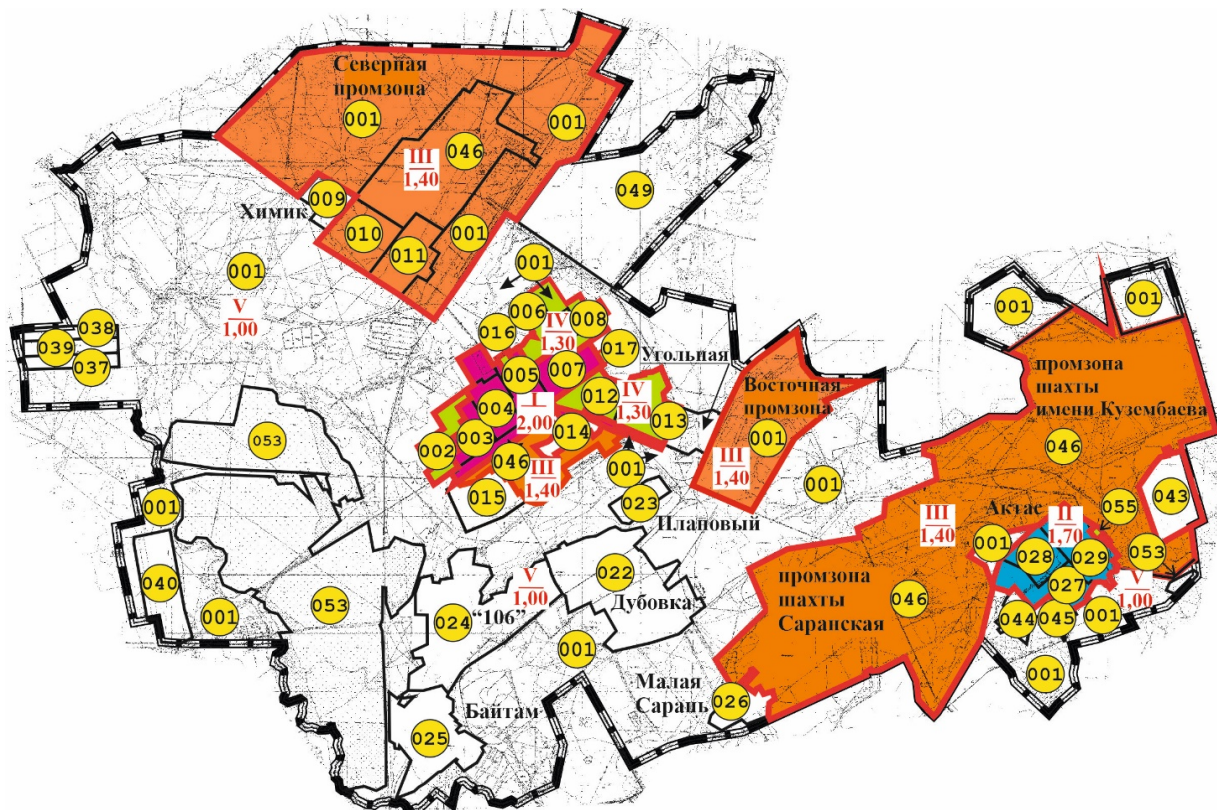 Северная
промзона
001
001
046
III
1,40
049
009
Химик
010
011
001
001
V
1,00
001
006
IV
1,30
008
016
017
Угольная
038
039
037
005
007
012
IV
1,30
004
I
2,00
013
003
014
002
046
III
1,40
015
001
023
Плаповый
Восточная
промзона
001
III
1,40
001
001
001
промзона
шахты
имени Кузембаева
046
053
001
040
001
053
024
"106"
V
1,00
022
Дубовка
001
Байтам
025
Малая
Сарань
026
промзона
шахты
Саранская
046
III
1,40
Актас
II
1,70
055
043
001
028
029
027
053
V
1,00
044
045
001
001